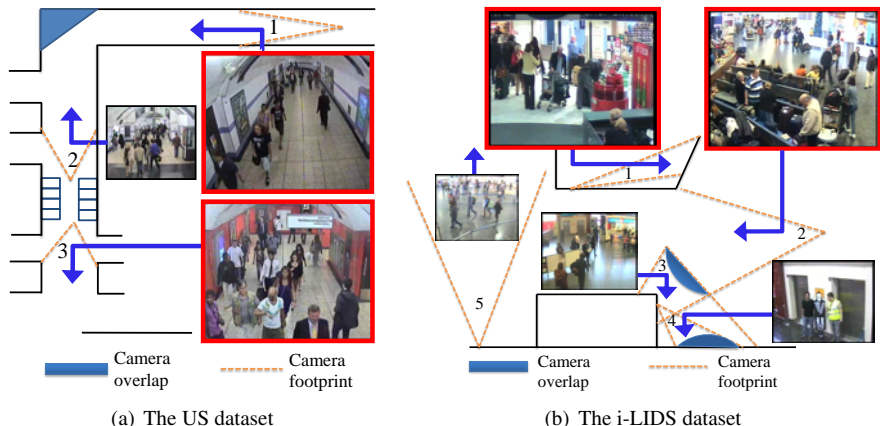 1
2
3
Camera
overlap
Camera
footprint
(a) The US dataset
1
2
3
4
5
Camera
overlap
Camera
footprint
(b) The i-LIDS dataset